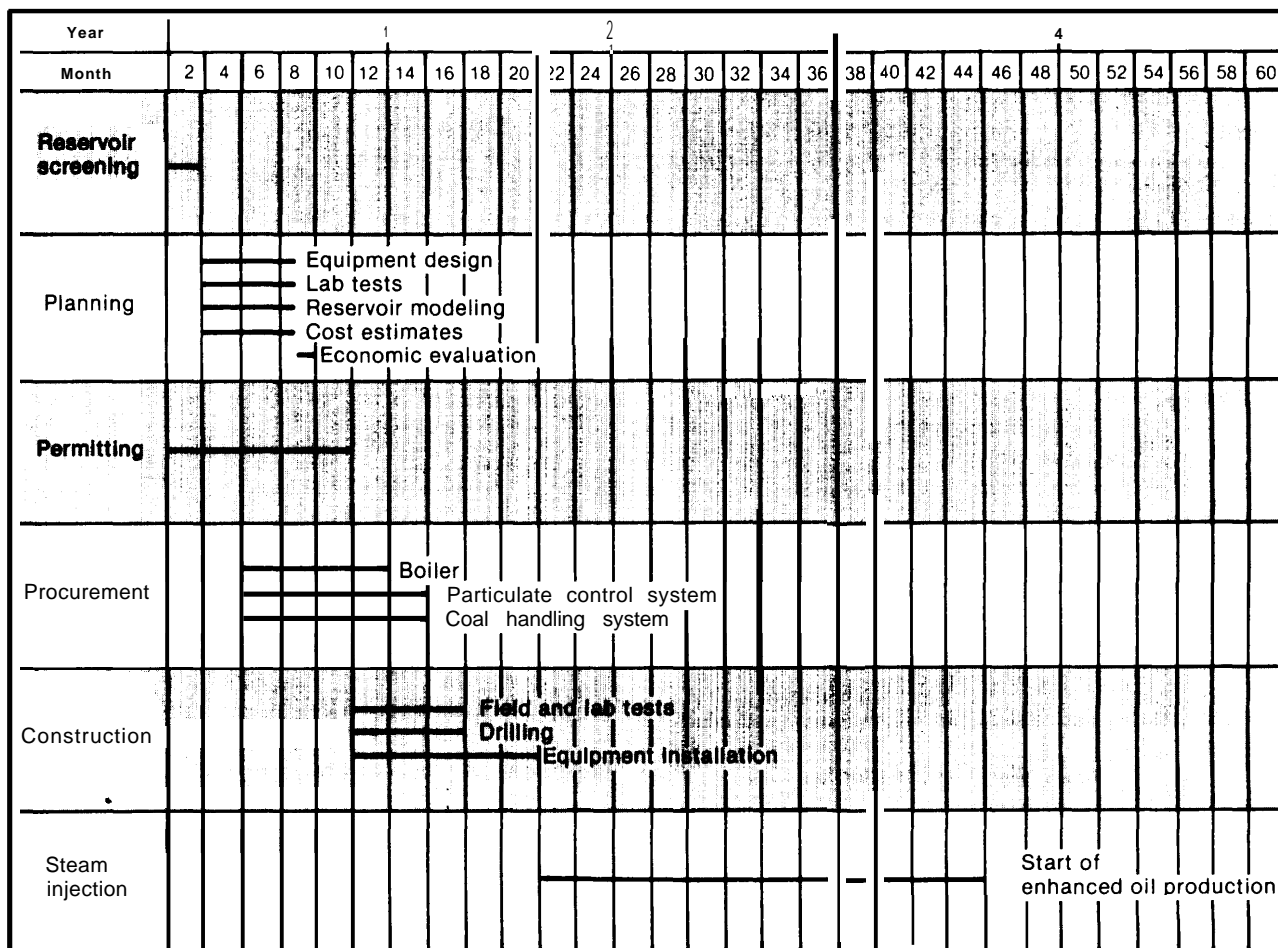 Year 1 2 4
Month 2 4 6 8 10 12 14 16 18 20 22 24 26 28 30 32 34 36 38 40 42 44 46 48 50 52 54 56 58 60
Reservoir
screening
Planning
Equipment design
Lab tests
Reservoir modeling
Cost estimates
Economic evaluation
Permitting
Procurement
Boiler
Particulate control system
Coal handling system
Construction
Field and lab tests
Drilling
Equipment installation
Steam
injection
Start of
enhanced oil production